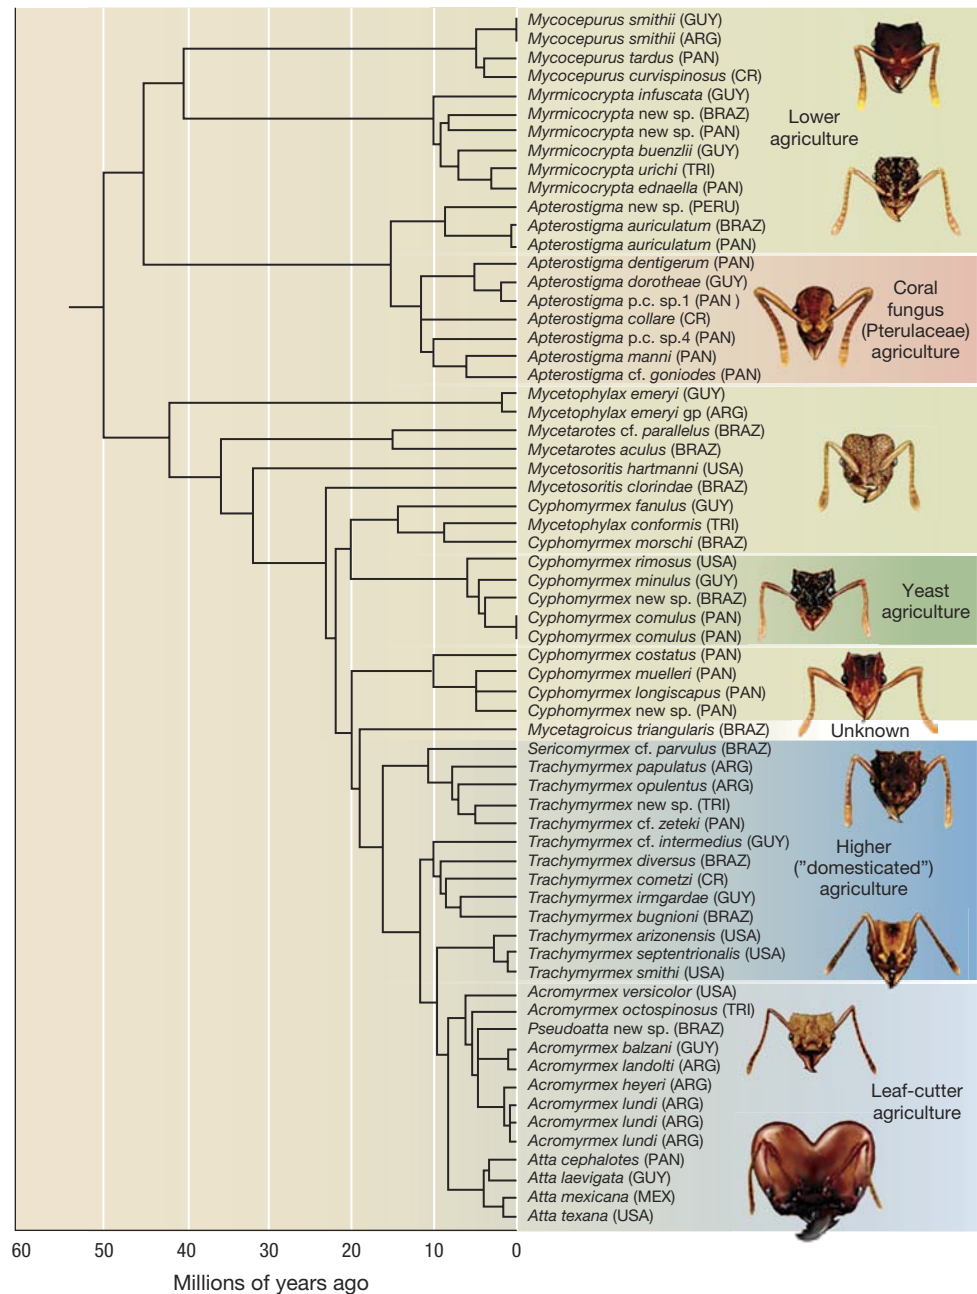 Mycocepurus smithii (GUY)
Mycocepurus smithii (ARG)
Mycocepurus tardus (PAN)
Mycocepurus curvispinosus (CR)
Myrmicocrypta infuscata (GUY)
Myrmicocrypta new sp. (BRAZ)
Myrmicocrypta new sp. (PAN)
Myrmicocrypta buenzlii (GUY)
Myrmicocrypta urichi (TRI)
Myrmicocrypta ednaella (PAN)
Apterostigma new sp. (PERU)
Apterostigma auriculatum (BRAZ)
Apterostigma auriculatum (PAN)
Lower
agriculture
Apterostigma dentigerum (PAN)
Apterostigma dorotheae (GUY)
Apterostigma p.c. sp.1 (PAN )
Apterostigma collare (CR)
Apterostigma p.c. sp.4 (PAN)
Apterostigma manni (PAN)
Apterostigma cf. goniodes (PAN)
Coral
fungus
(Pterulaceae)
agriculture
Mycetophylax emeryi (GUY)
Mycetophylax emeryi gp (ARG)
Mycetarotes cf. parallelus (BRAZ)
Mycetarotes aculus (BRAZ)
Mycetosoritis hartmanni (USA)
Mycetosoritis clorindae (BRAZ)
Cyphomyrmex fanulus (GUY)
Mycetophylax conformis (TRI)
Cyphomyrmex morschi (BRAZ)
Cyphomyrmex rimosus (USA)
Cyphomyrmex minulus (GUY)
Cyphomyrmex new sp. (BRAZ)
Cyphomyrmex comulus (PAN)
Cyphomyrmex comulus (PAN)
Yeast
agriculture
Cyphomyrmex costatus (PAN)
Cyphomyrmex muelleri (PAN)
Cyphomyrmex longiscapus (PAN)
Cyphomyrmex new sp. (PAN)
Mycetagroicus triangularis (BRAZ)
Unknown
Sericomyrmex cf. parvulus (BRAZ)
Trachymyrmex papulatus (ARG)
Trachymyrmex opulentus (ARG)
Trachymyrmex new sp. (TRI)
Trachymyrmex cf. zeteki (PAN)
Trachymyrmex cf. intermedius (GUY)
Trachymyrmex diversus (BRAZ)
Trachymyrmex cometzi (CR)
Trachymyrmex irmgardae (GUY)
Trachymyrmex bugnioni (BRAZ)
Trachymyrmex arizonensis (USA)
Trachymyrmex septentrionalis (USA)
Trachymyrmex smithi (USA)
Higher
("domesticated")
agriculture
Acromyrmex versicolor (USA)
Acromyrmex octospinosus (TRI)
Pseudoatta new sp. (BRAZ)
Acromyrmex balzani (GUY)
Acromyrmex landolti (ARG)
Acromyrmex heyeri (ARG)
Acromyrmex lundi (ARG)
Acromyrmex lundi (ARG)
Acromyrmex lundi (ARG)
Atta cephalotes (PAN)
Atta laevigata (GUY)
Atta mexicana (MEX)
Atta texana (USA)
Leaf-cutter
agriculture
60 50 40 30 20 10 0
Millions of years ago